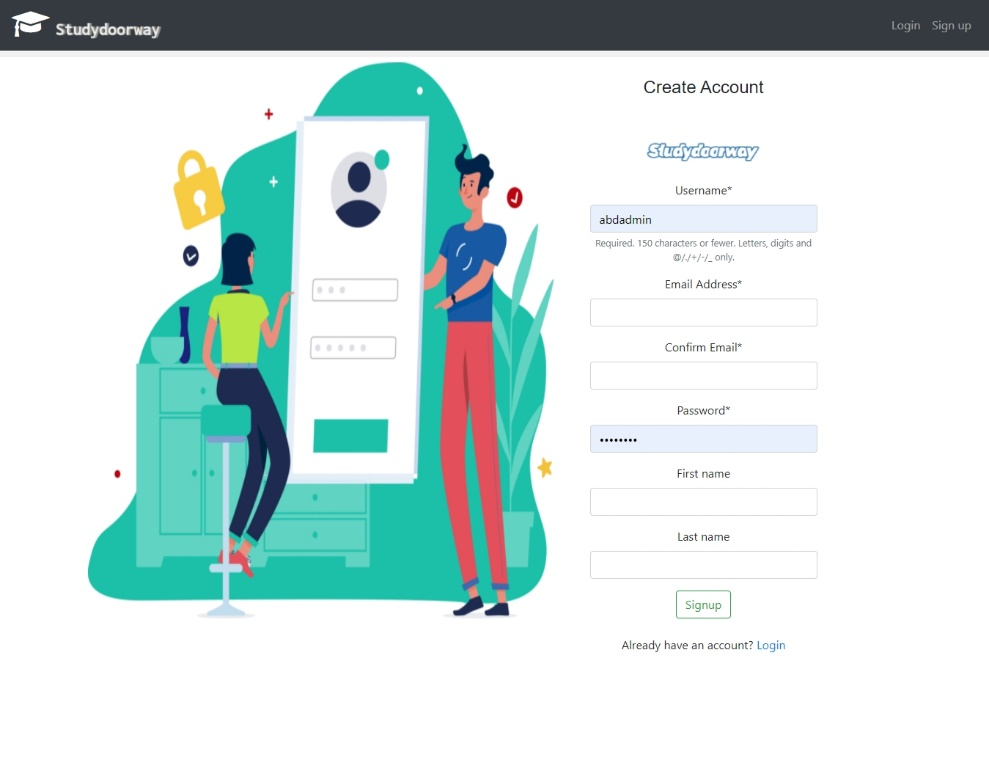 Studydoorway
Login Sign up
Create Account
Studydoorway
Username*
abdadmin
Required. 150 characters or fewer. Letters, digits and
@/./+/-/_ only.
Email Address*
Confirm Email*
Password*
••••••••
First name
Last name
Signup
Already have an account? Login